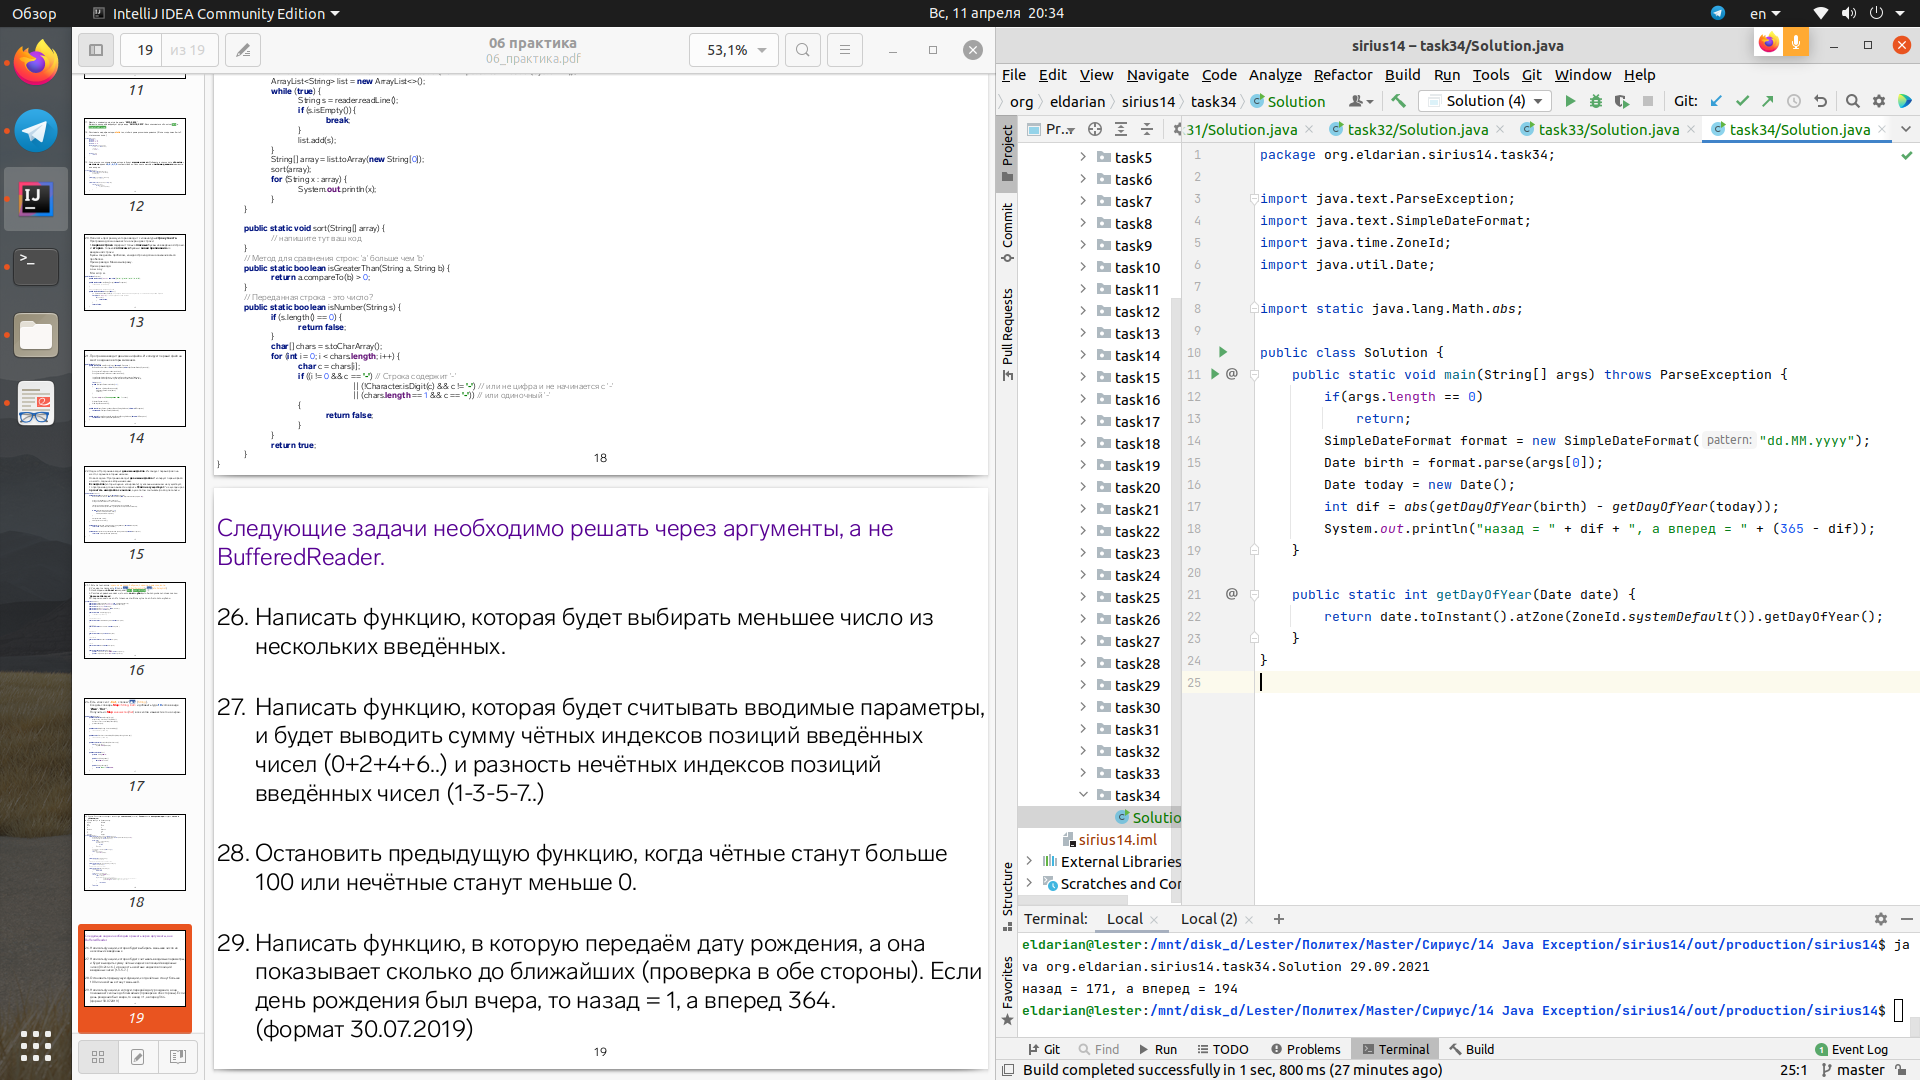 Обзор
IntelliJ IDEA Community Edition
Вс, 11 апреля 20:34
en
19
из 19
06 практика
06_практика.pdf
53,1%
11
12
13
14
15
16
17
18
19
ArrayList<String> list = new ArrayList<>();
while (true) {
String s = reader.readLine();
if (s.isEmpty()) {
break;
}
list.add(s);
}
String[] array = list.toArray(new String[0]);
sort(array);
for (String x : array) {
System.out.println(x);
}
}
public static void sort(String[] array) {
// напишите тут ваш код
}
// Метод для сравнения строк: 'а' больше чем 'b'
public static boolean isGreaterThan(String a, String b) {
return a.compareTo(b) > 0;
}
// Переданная строка - это число?
public static boolean isNumber(String s) {
if (s.length() == 0) {
return false;
}
char[] chars = s.toCharArray();
for (int i = 0; i < chars.length; i++) {
char c = chars[i];
if ((i != 0 && c == '-') // Строка содержит '-'
|| (!Character.isDigit(c) && c != '-') // или не цифра и не начинается с '-'
|| (chars.length == 1 && c == '-')) // или одиночный '-'
{
return false;
}
}
return true;
}
}
18
Следующие задачи необходимо решать через аргументы, а не
BufferedReader.
26. Написать функцию, которая будет выбирать меньшее число из
нескольких введённых.
27. Написать функцию, которая будет считывать вводимые параметры,
и будет выводить сумму чётных индексов позиций введённых
чисел (0+2+4+6..) и разность нечётных индексов позиций
введённых чисел (1-3-5-7..)
28. Остановить предыдущую функцию, когда чётные станут больше
100 или нечётные станут меньше 0.
29. Написать функцию, в которую передаём дату рождения, а она
показывает сколько до ближайших (проверка в обе стороны). Если
день рождения был вчера, то назад = 1, а вперед 364.
(формат 30.07.2019)
19
sirius14 – task34/Solution.java
File Edit View Navigate Code Analyze Refactor Build Run Tools Git Window Help
org eldarian sirius14 task34 Solution
Solution (4)
Git:
Project
Commit
Pull Requests
Structure
Favorites
Pr..
31/Solution.java task32/Solution.java task33/Solution.java task34/Solution.java
task5
task6
task7
task8
task9
task10
task11
task12
task13
task14
task15
task16
task17
task18
task19
task20
task21
task22
task23
task24
task25
task26
task27
task28
task29
task30
task31
task32
task33
task34
Solutio
sirius14.iml
External Libraries
Scratches and Cor
1 package org.eldarian.sirius14.task34;
2
3 import java.text.ParseException;
4 import java.text.SimpleDateFormat;
5 import java.time.ZoneId;
6 import java.util.Date;
7
8 import static java.lang.Math.abs;
9
10 public class Solution {
11 @ public static void main(String[] args) throws ParseException {
12 if(args.length == 0)
13 return;
14 SimpleDateFormat format = new SimpleDateFormat( pattern: "dd.MM.yyyy");
15 Date birth = format.parse(args[0]);
16 Date today = new Date();
17 int dif = abs(getDayOfYear(birth) - getDayOfYear(today));
18 System.out.println("назад = " + dif + ", а вперед = " + (365 - dif));
19 }
20
21 @ public static int getDayOfYear(Date date) {
22 return date.toInstant().atZone(ZoneId.systemDefault()).getDayOfYear();
23 }
24 }
25
Terminal: Local Local (2) +
eldarian@lester:/mnt/disk_d/Lester/Политех/Master/Сириус/14 Java Exception/sirius14/out/production/sirius14$ ja
va org.eldarian.sirius14.task34.Solution 29.09.2021
назад = 171, а вперед = 194
eldarian@lester:/mnt/disk_d/Lester/Политех/Master/Сириус/14 Java Exception/sirius14/out/production/sirius14$
Git Find Run TODO Problems Terminal Build
1 Event Log
Build completed successfully in 1 sec, 800 ms (27 minutes ago)
25:1 master